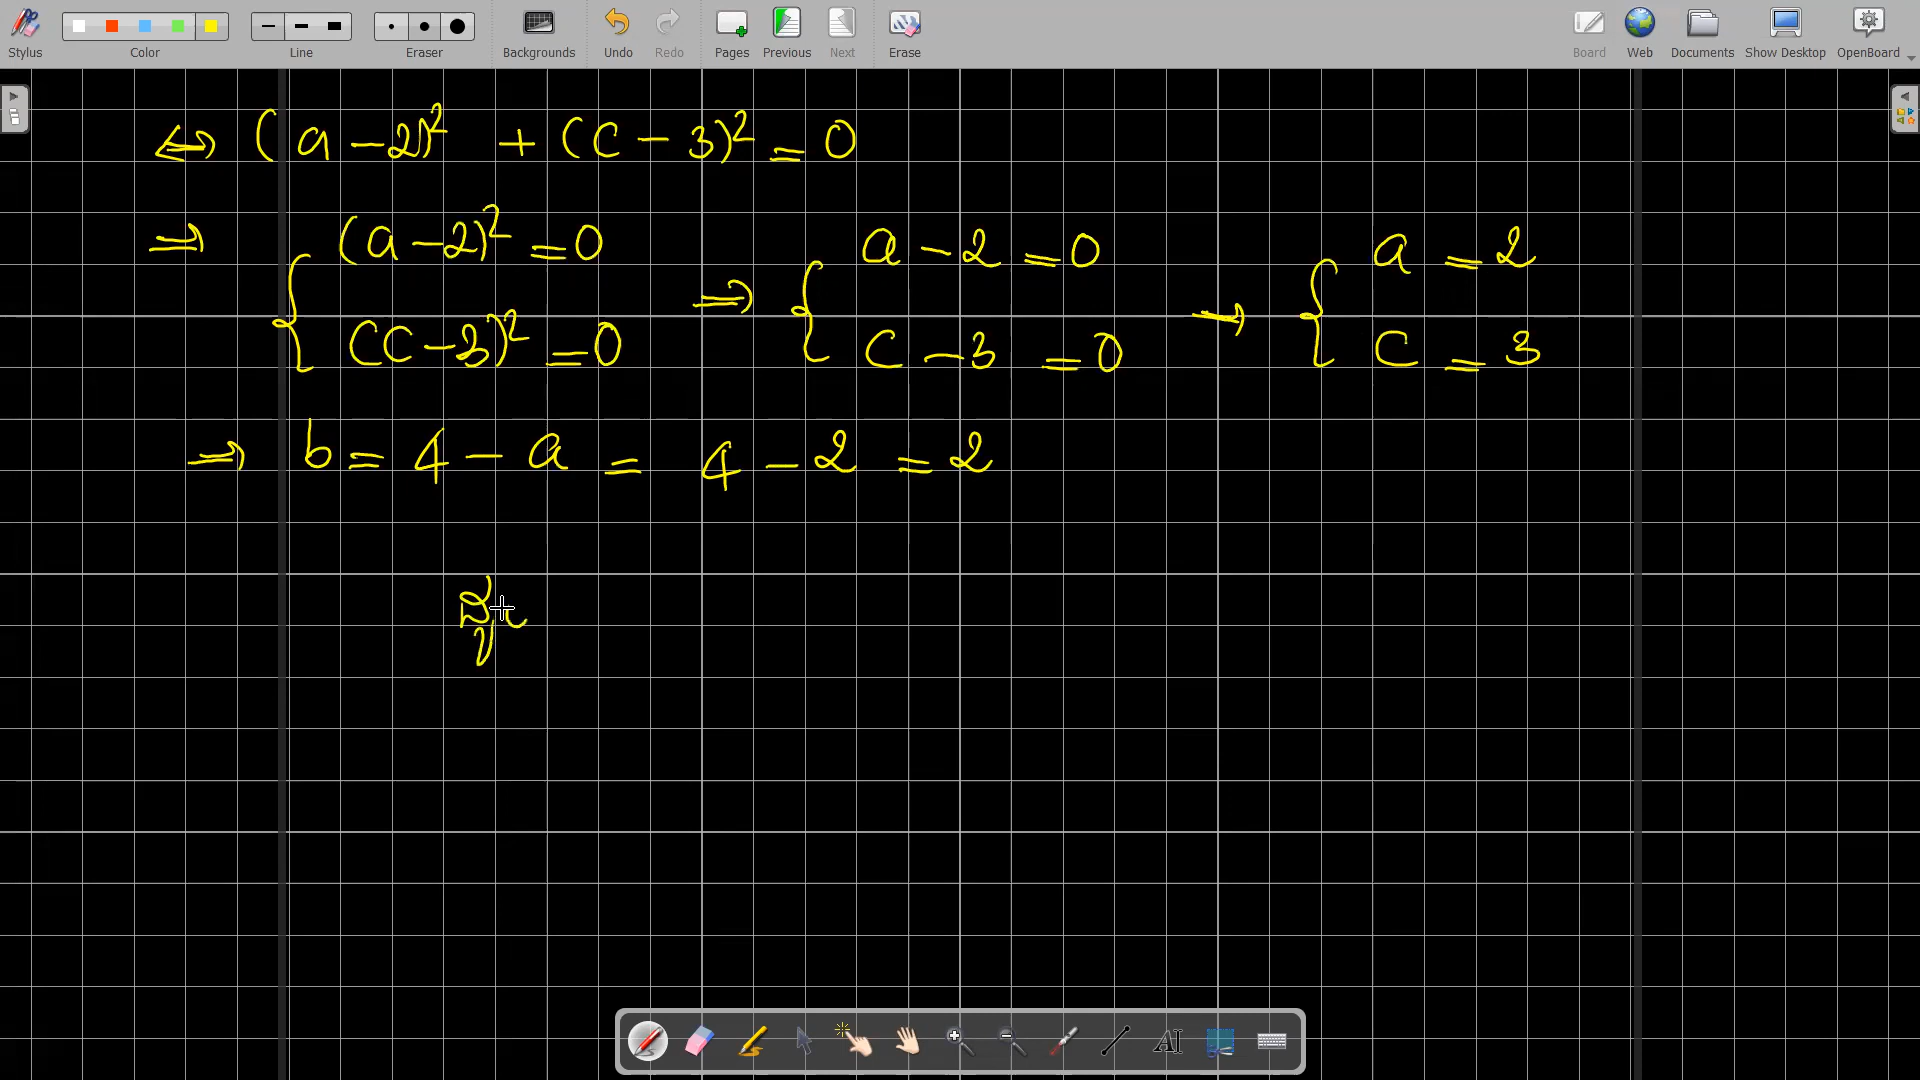 Stylus Color Line Eraser Backgrounds Undo Redo Pages Previous Next Erase Board Web Documents Show Desktop OpenBoard
⇔ (a-2)² + (c-3)² = 0
⇒ { (a-2)² = 0 ⇒ { a-2 = 0 → { a = 2
(c-3)² = 0 c-3 = 0 c = 3
⇒ b = 4 - a = 4 - 2 = 2